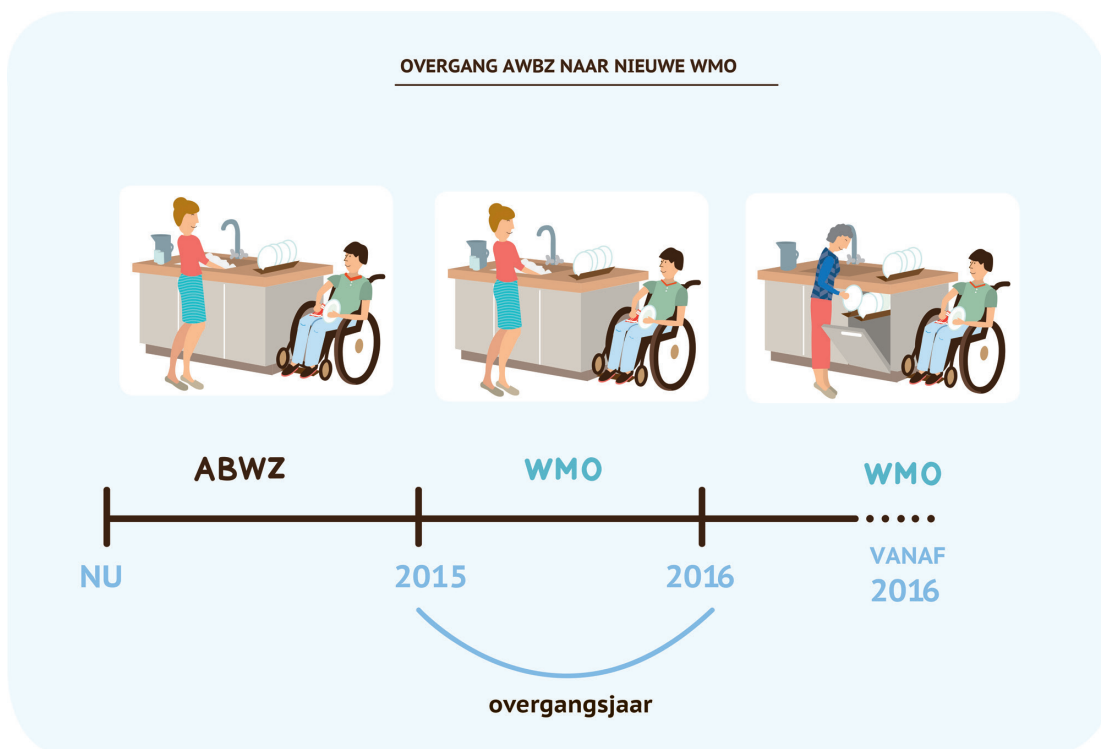 OVERGANG AWBZ NAAR NIEUWE WMO
ABWZ
WMO
WMO
NU
2015
2016
VANAF
2016
overgangsjaar